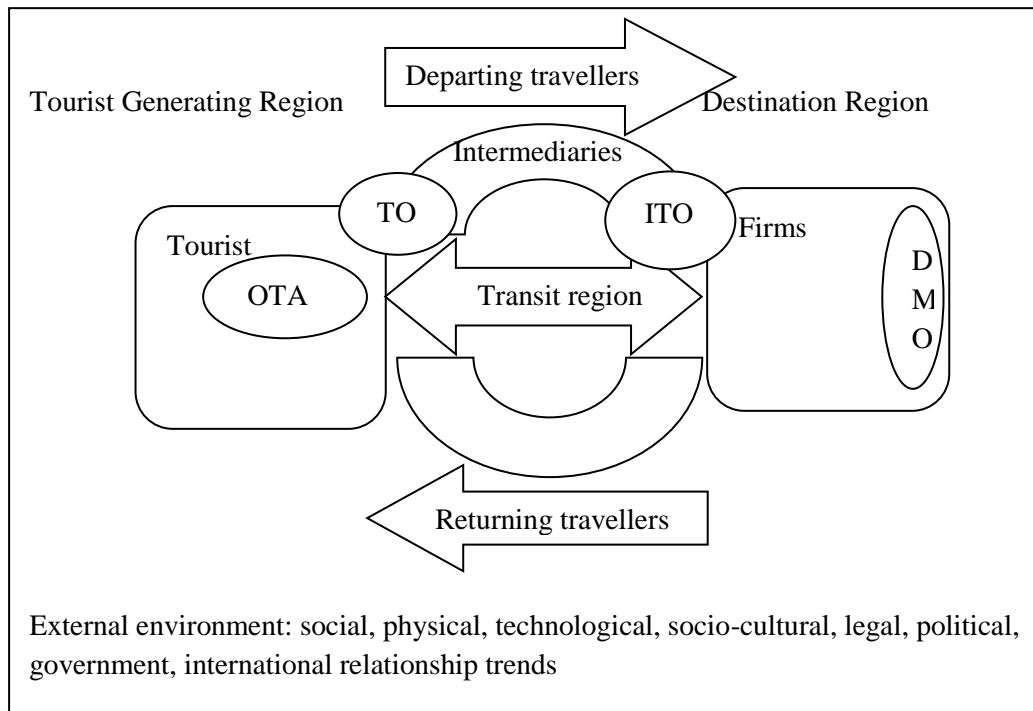 Departing travellers
Tourist Generating Region
Destination Region
Intermediaries
TO
ITO
Tourist
Firms
OTA
Transit region
D
M
O
Returning travellers
External environment: social, physical, technological, socio-cultural, legal, political,
government, international relationship trends